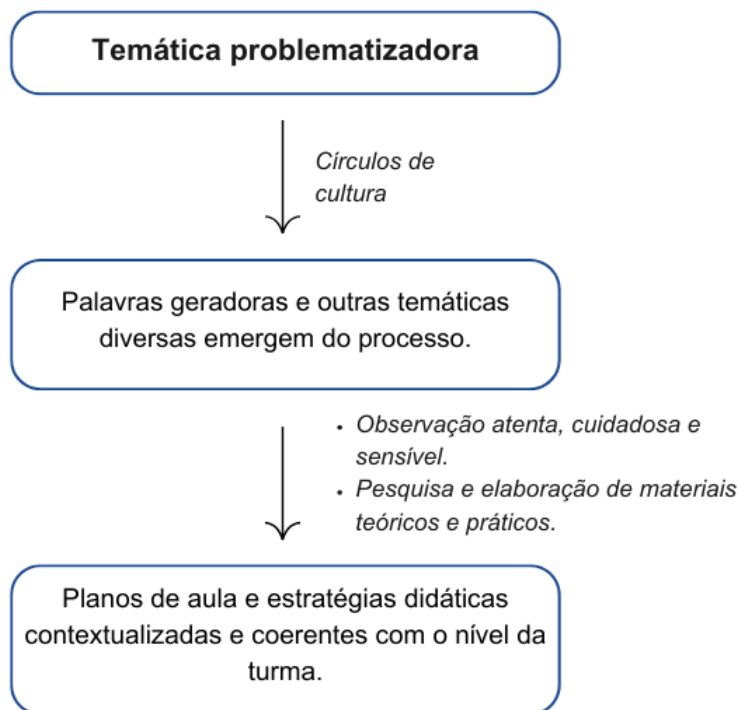 Temática problematizadora
Círculos de
cultura
Palavras geradoras e outras temáticas
diversas emergem do processo.
• Observação atenta, cuidadosa e
sensível.
• Pesquisa e elaboração de materiais
teóricos e práticos.
Planos de aula e estratégias didáticas
contextualizadas e coerentes com o nível da
turma.